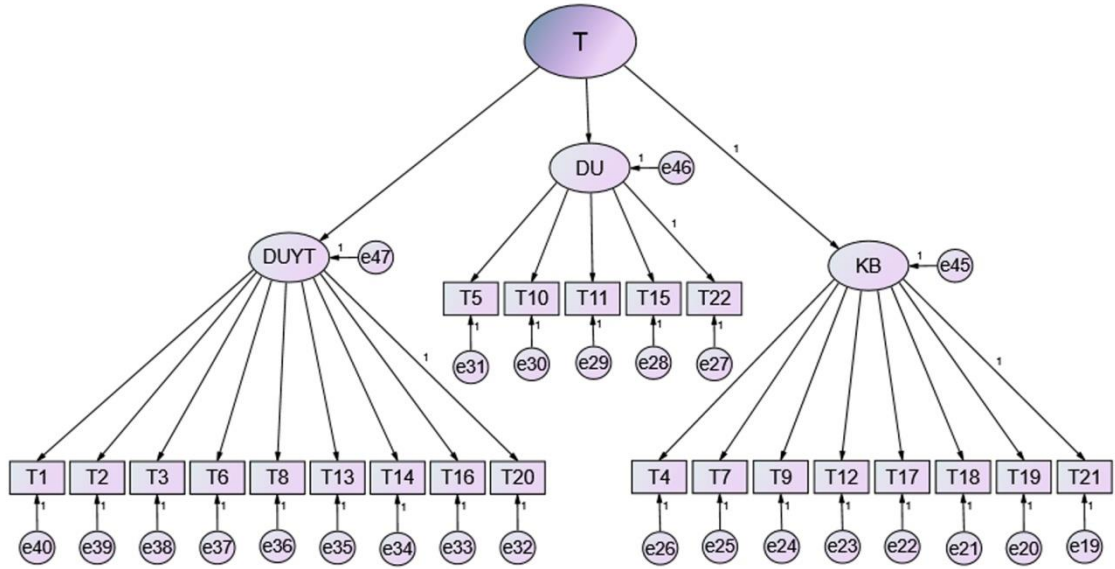 T
1
DU
1
e46
1
DUYT
1
e47
KB
1
e45
T5 T10 T11 T15 T22
1 1 1 1 1
e31 e30 e29 e28 e27
1
1
T1 T2 T3 T6 T8 T13 T14 T16 T20
1 1 1 1 1 1 1 1 1
e40 e39 e38 e37 e36 e35 e34 e33 e32
T4 T7 T9 T12 T17 T18 T19 T21
1 1 1 1 1 1 1 1
e26 e25 e24 e23 e22 e21 e20 e19